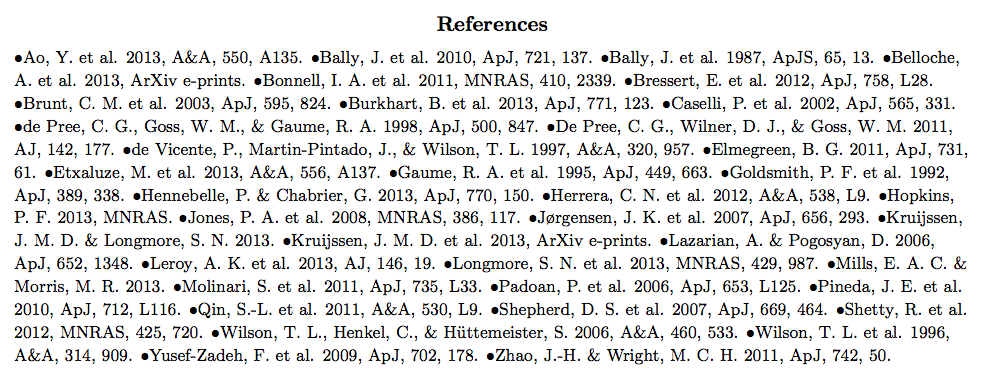 References
•Ao, Y. et al. 2013, A&A, 550, A135. •Bally, J. et al. 2010, ApJ, 721, 137. •Bally, J. et al. 1987, ApJS, 65, 13. •Belloche,
A. et al. 2013, ArXiv e-prints. •Bonnell, I. A. et al. 2011, MNRAS, 410, 2339. •Bressert, E. et al. 2012, ApJ, 758, L28.
•Brunt, C. M. et al. 2003, ApJ, 595, 824. •Burkhart, B. et al. 2013, ApJ, 771, 123. •Caselli, P. et al. 2002, ApJ, 565, 331.
•de Pree, C. G., Goss, W. M., & Gaume, R. A. 1998, ApJ, 500, 847. •De Pree, C. G., Wilner, D. J., & Goss, W. M. 2011,
AJ, 142, 177. •de Vicente, P., Martin-Pintado, J., & Wilson, T. L. 1997, A&A, 320, 957. •Elmegreen, B. G. 2011, ApJ, 731,
61. •Etxaluze, M. et al. 2013, A&A, 556, A137. •Gaume, R. A. et al. 1995, ApJ, 449, 663. •Goldsmith, P. F. et al. 1992,
ApJ, 389, 338. •Hennebelle, P. & Chabrier, G. 2013, ApJ, 770, 150. •Herrera, C. N. et al. 2012, A&A, 538, L9. •Hopkins,
P. F. 2013, MNRAS. •Jones, P. A. et al. 2008, MNRAS, 386, 117. •Jørgensen, J. K. et al. 2007, ApJ, 656, 293. •Kruijssen,
J. M. D. & Longmore, S. N. 2013. •Kruijssen, J. M. D. et al. 2013, ArXiv e-prints. •Lazarian, A. & Pogosyan, D. 2006,
ApJ, 652, 1348. •Leroy, A. K. et al. 2013, AJ, 146, 19. •Longmore, S. N. et al. 2013, MNRAS, 429, 987. •Mills, E. A. C. &
Morris, M. R. 2013. •Molinari, S. et al. 2011, ApJ, 735, L33. •Padoan, P. et al. 2006, ApJ, 653, L125. •Pineda, J. E. et al.
2010, ApJ, 712, L116. •Qin, S.-L. et al. 2011, A&A, 530, L9. •Shepherd, D. S. et al. 2007, ApJ, 669, 464. •Shetty, R. et al.
2012, MNRAS, 425, 720. •Wilson, T. L., Henkel, C., & Hüttemeister, S. 2006, A&A, 460, 533. •Wilson, T. L. et al. 1996,
A&A, 314, 909. •Yusef-Zadeh, F. et al. 2009, ApJ, 702, 178. •Zhao, J.-H. & Wright, M. C. H. 2011, ApJ, 742, 50.